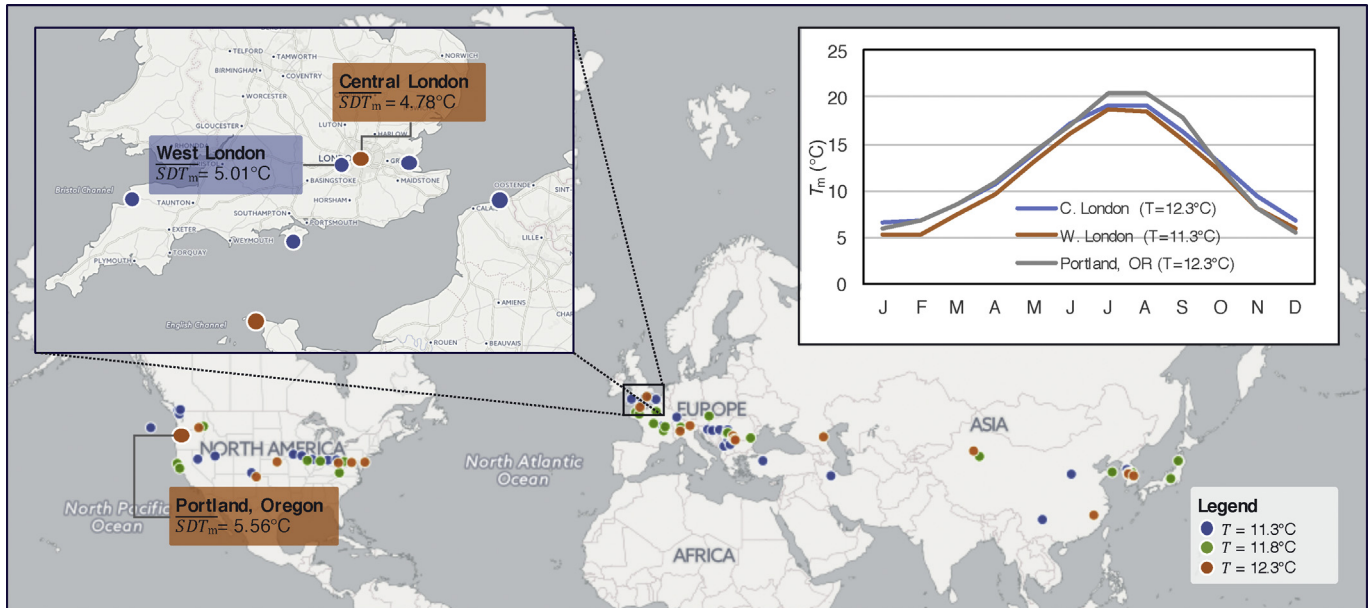 TELFORD
TAMWORTH
NORWICH
BIRMINGHAM
COVENTRY
WORCESTER
Central London
SDTm = 4.78°C
GLOUCESTER
LUTON
HARLOW
West London
SDTm = 5.01°C
LONDON
BASINGSTOKE
MAIDSTONE
Bristol Channel
TAUNTON
HORSHAM
OOSTENDE
SINT-
SOUTHAMPTON
PORTSMOUTH
CALAI
EXETER
WEYMOUTH
LILLE
PLYMOUTH
TORQUAY
AMIENS
CHAR
English Channel
ROUEN
BEAUVAIS
25
20
15
10
5
0
Tm (°C)
C. London (T=12.3°C)
W. London (T=11.3°C)
Portland, OR (T=12.3°C)
J F M A M J J A S O N D
EUROPE
ASIA
NORTH AMERICA
North Atlantic
Ocean
North Pacific
Ocean
Portland, Oregon
SDTm = 5.56°C
AFRICA
Legend
T = 11.3°C
T = 11.8°C
T = 12.3°C